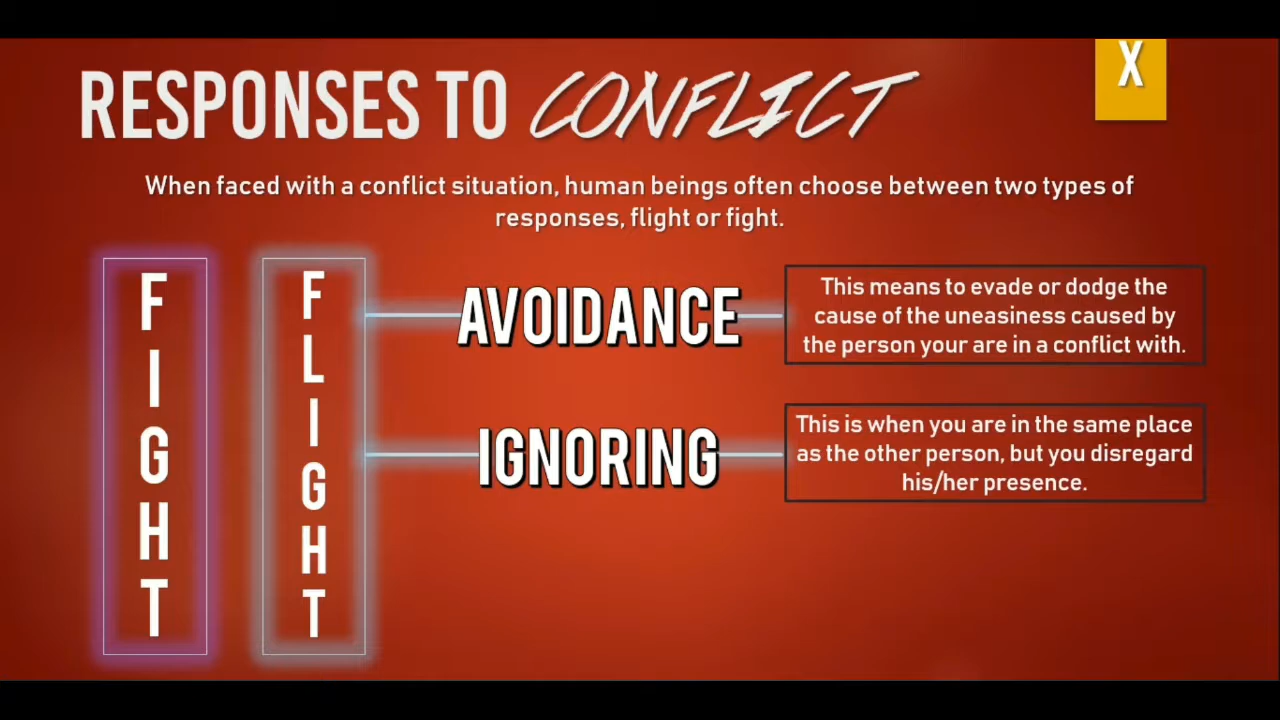 X
RESPONSES TO CONFLICT
When faced with a conflict situation, human beings often choose between two types of
responses, flight or fight.
FIGHT
FLIGHT
AVOIDANCE
This means to evade or dodge the
cause of the uneasiness caused by
the person your are in a conflict with.
IGNORING
This is when you are in the same place
as the other person, but you disregard
his/her presence.